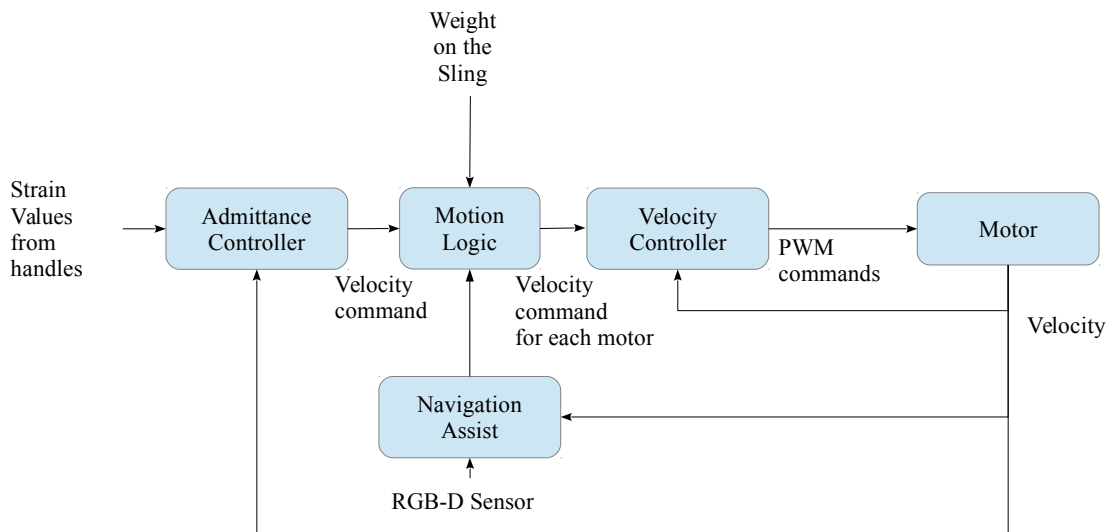 Weight
on the
Sling
Strain
Values
from
handles
Admittance
Controller
Velocity
command
Motion
Logic
Velocity
command
for each motor
Velocity
Controller
PWM
commands
Motor
Velocity
Navigation
Assist
RGB-D Sensor